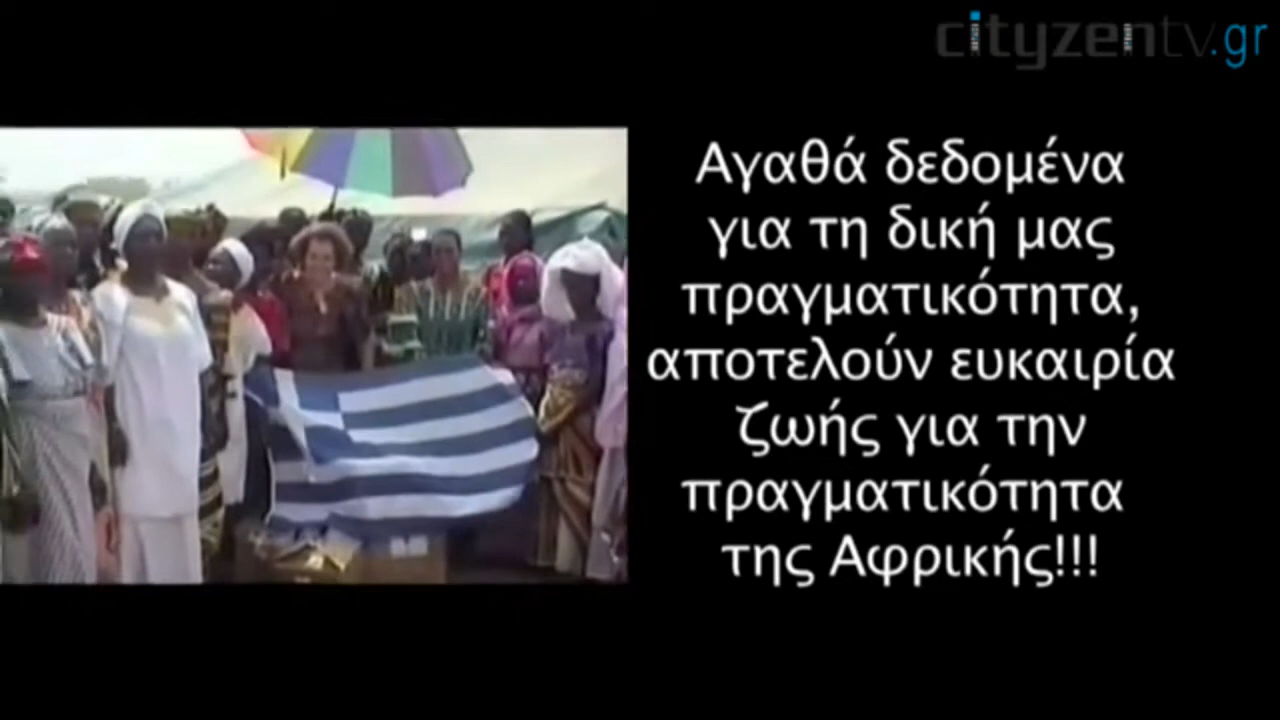 cityzentv.gr
Αγαθά δεδομένα
για τη δική μας
πραγματικότητα,
αποτελούν ευκαιρία
ζωής για την
πραγματικότητα
της Αφρικής!!!